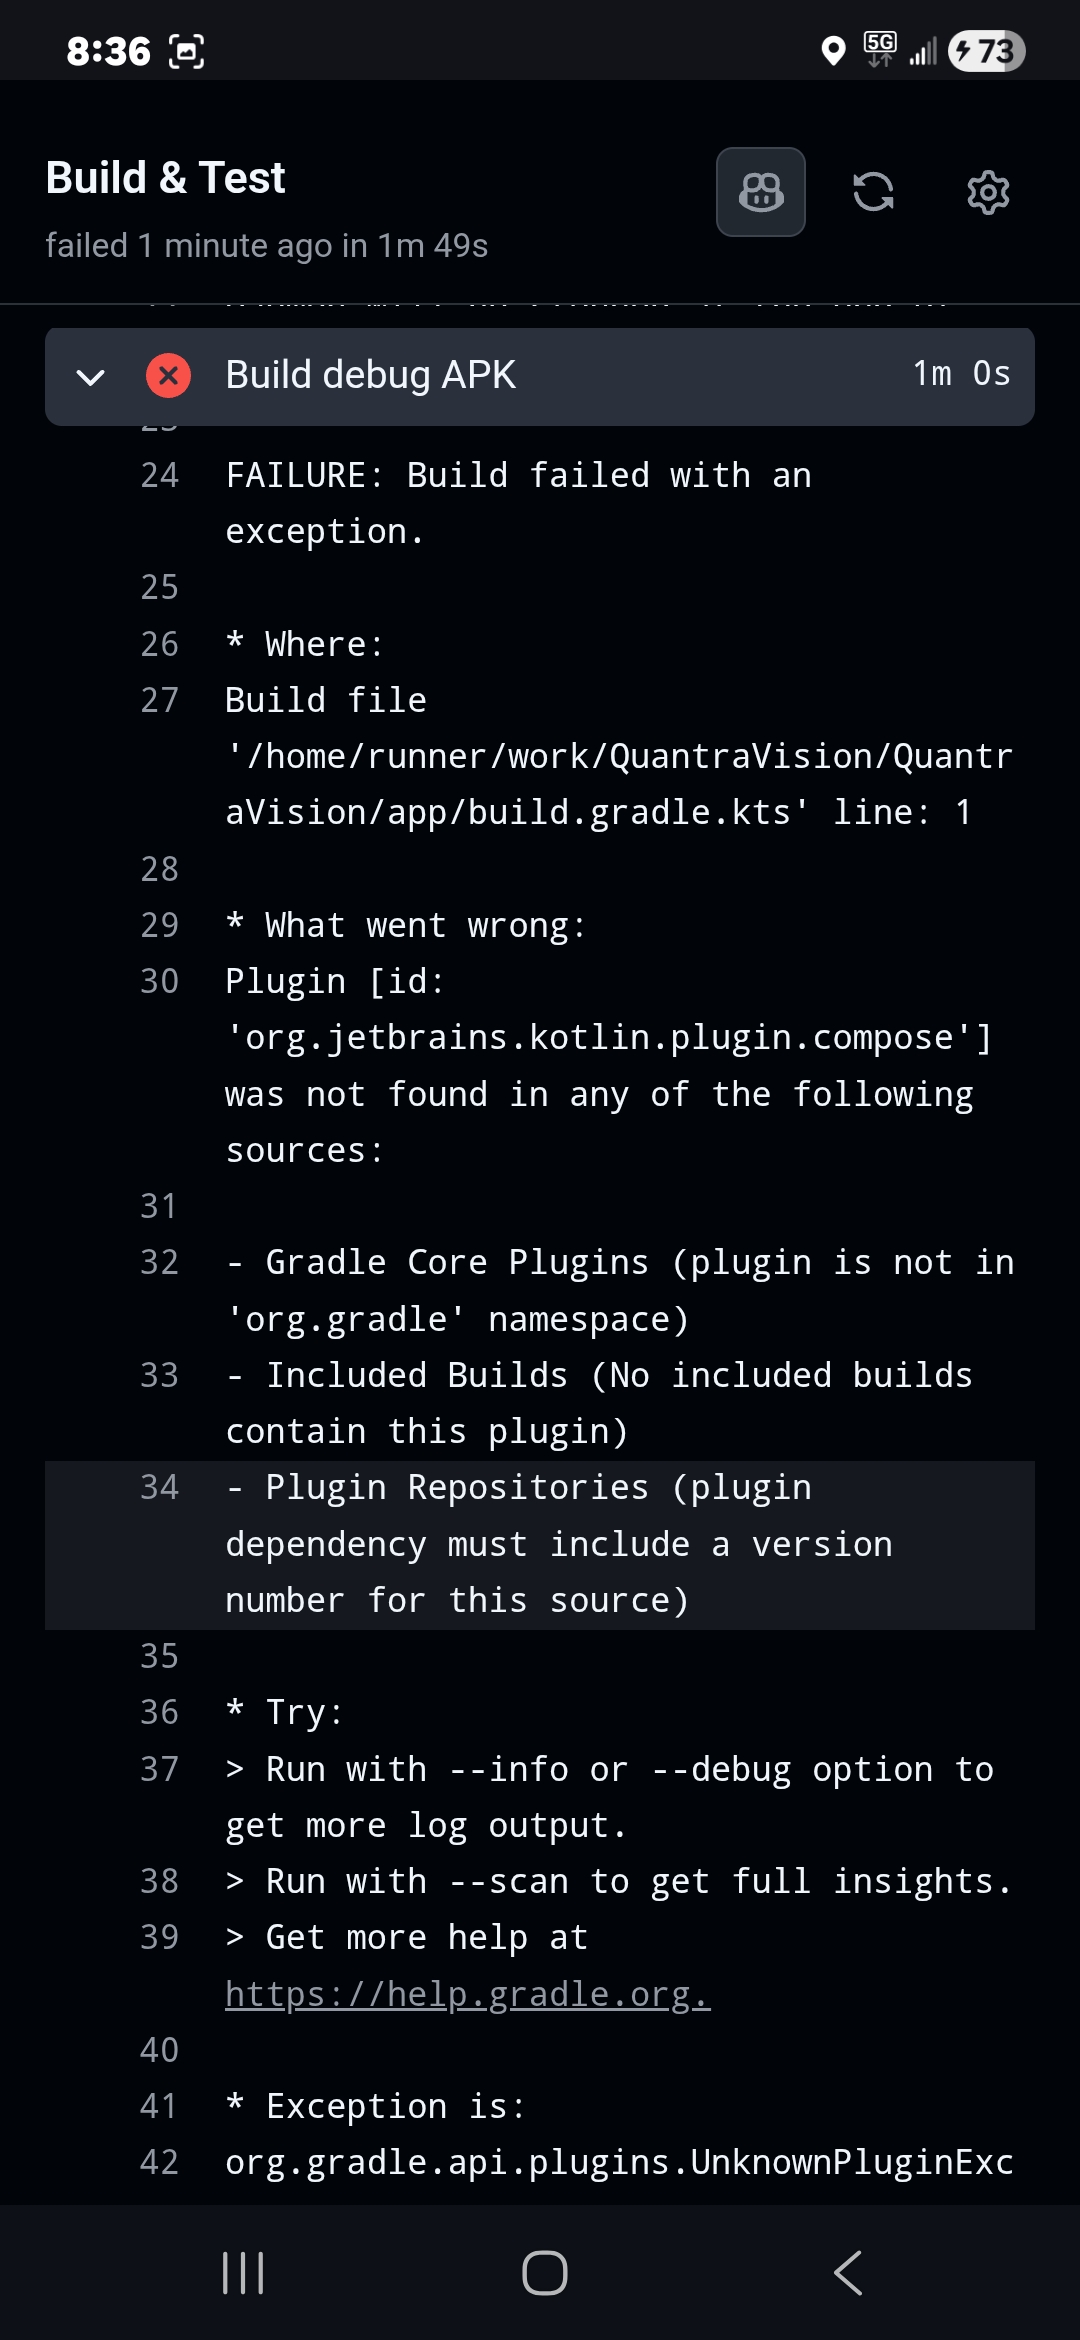 8:36
5G
73
Build & Test
failed 1 minute ago in 1m 49s
Build debug APK 1m 0s
24 FAILURE: Build failed with an
exception.
25
26 * Where:
27 Build file
'/home/runner/work/QuantraVision/Quantr
aVision/app/build.gradle.kts' line: 1
28
29 * What went wrong:
30 Plugin [id:
'org.jetbrains.kotlin.plugin.compose']
was not found in any of the following
sources:
31
32 - Gradle Core Plugins (plugin is not in
'org.gradle' namespace)
33 - Included Builds (No included builds
contain this plugin)
34 - Plugin Repositories (plugin
dependency must include a version
number for this source)
35
36 * Try:
37 > Run with --info or --debug option to
get more log output.
38 > Run with --scan to get full insights.
39 > Get more help at
https://help.gradle.org.
40
41 * Exception is:
42 org.gradle.api.plugins.UnknownPluginExc